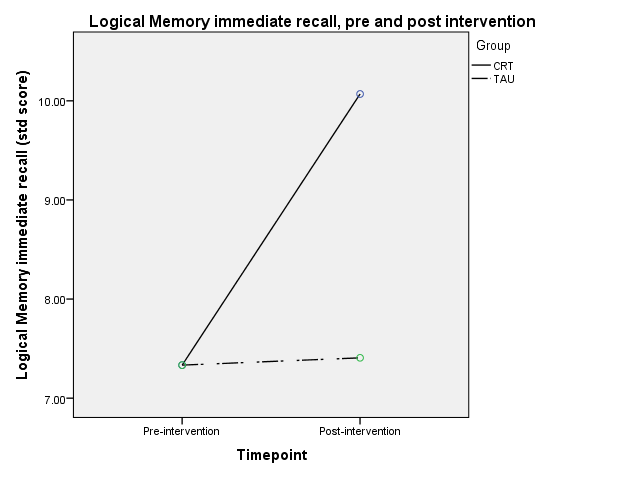 Logical Memory immediate recall, pre and post intervention
Group
CRT
TAU
Logical Memory immediate recall (std score)
10.00
9.00
8.00
7.00
Pre-intervention
Post-intervention
Timepoint